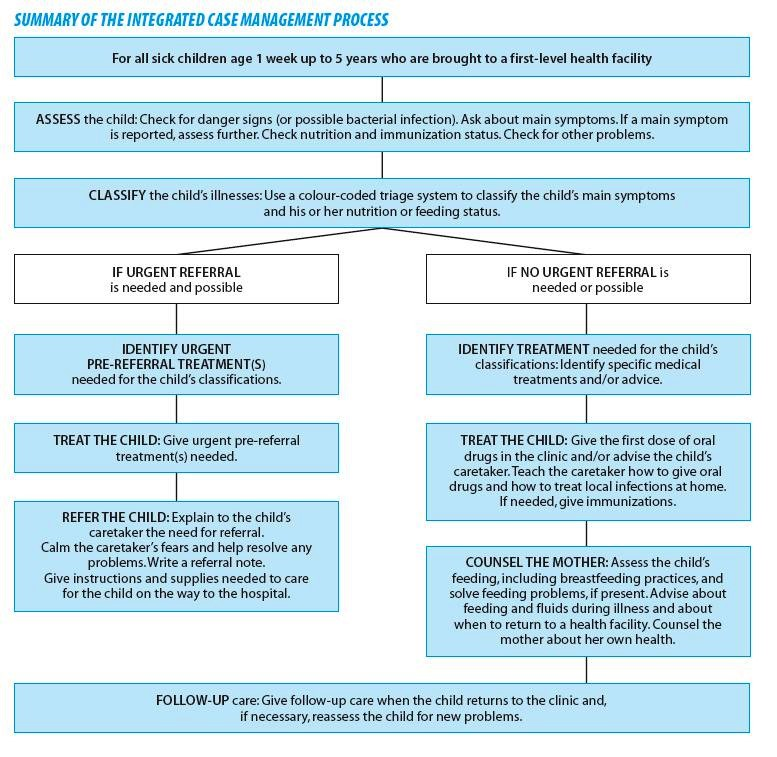 SUMMARY OF THE INTEGRATED CASE MANAGEMENT PROCESS
For all sick children age 1 week up to 5 years who are brought to a first-level health facility
ASSESS the child: Check for danger signs (or possible bacterial infection). Ask about main symptoms. If a main symptom
is reported, assess further. Check nutrition and immunization status. Check for other problems.
CLASSIFY the child's illnesses: Use a colour-coded triage system to classify the child's main symptoms
and his or her nutrition or feeding status.
IF URGENT REFERRAL
is needed and possible
IDENTIFY URGENT
PRE-REFERRAL TREATMENT(S)
needed for the child's classifications.
TREAT THE CHILD: Give urgent pre-referral
treatment(s) needed.
REFER THE CHILD: Explain to the child's
caretaker the need for referral.
Calm the caretaker's fears and help resolve any
problems. Write a referral note.
Give instructions and supplies needed to care
for the child on the way to the hospital.
IF NO URGENT REFERRAL is
needed or possible
IDENTIFY TREATMENT needed for the child's
classifications: Identify specific medical
treatments and/or advice.
TREAT THE CHILD: Give the first dose of oral
drugs in the clinic and/or advise the child's
caretaker. Teach the caretaker how to give oral
drugs and how to treat local infections at home.
If needed, give immunizations.
COUNSEL THE MOTHER: Assess the child's
feeding, including breastfeeding practices, and
solve feeding problems, if present. Advise about
feeding and fluids during illness and about
when to return to a health facility. Counsel the
mother about her own health.
FOLLOW-UP care: Give follow-up care when the child returns to the clinic and,
if necessary, reassess the child for new problems.